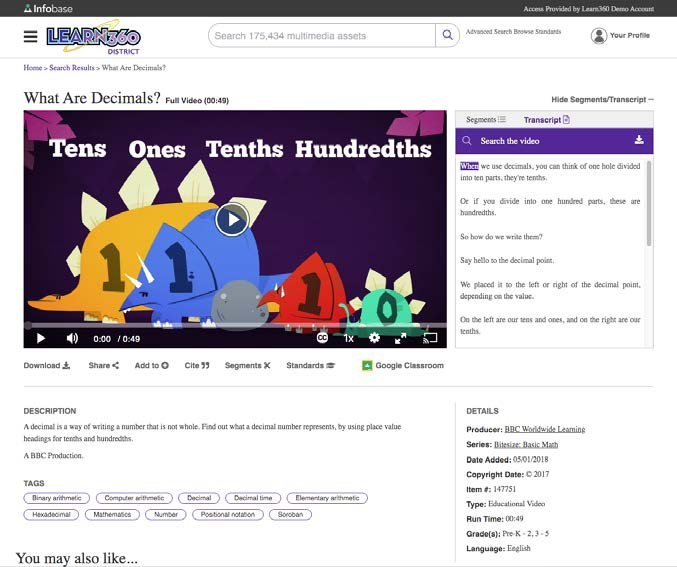 Infobase
Access Provided by Learn360 Demo Account
LEARN360
DISTRICT
Search 175,434 multimedia assets
Advanced Search Browse Standards
Your Profile
Home > Search Results > What Are Decimals?
What Are Decimals? Full Video (00:49)
Hide Segments/Transcript
Tens Ones Tenths Hundredths
1 1 1 0
0:00 / 0:49
CC 1x
Segments Transcript
Search the video
When we use decimals, you can think of one hole divided
into ten parts, they're tenths.
Or if you divide into one hundred parts, these are
hundredths.
So how do we write them?
Say hello to the decimal point.
We placed it to the left or right of the decimal point,
depending on the value.
On the left are our tens and ones, and on the right are our
tenths.
Download Share Add to Cite Segments Standards Google Classroom
DESCRIPTION
A decimal is a way of writing a number that is not whole. Find out what a decimal number represents, by using place value
headings for tenths and hundredths.
A BBC Production.
TAGS
Binary arithmetic Computer arithmetic Decimal Decimal time Elementary arithmetic
Hexadecimal Mathematics Number Positional notation Soroban
DETAILS
Producer: BBC Worldwide Learning
Series: Bitesize: Basic Math
Date Added: 05/01/2018
Copyright Date: © 2017
Item #: 147751
Type: Educational Video
Run Time: 00:49
Grade(s): Pre-K - 2, 3 - 5
Language: English
You may also like...